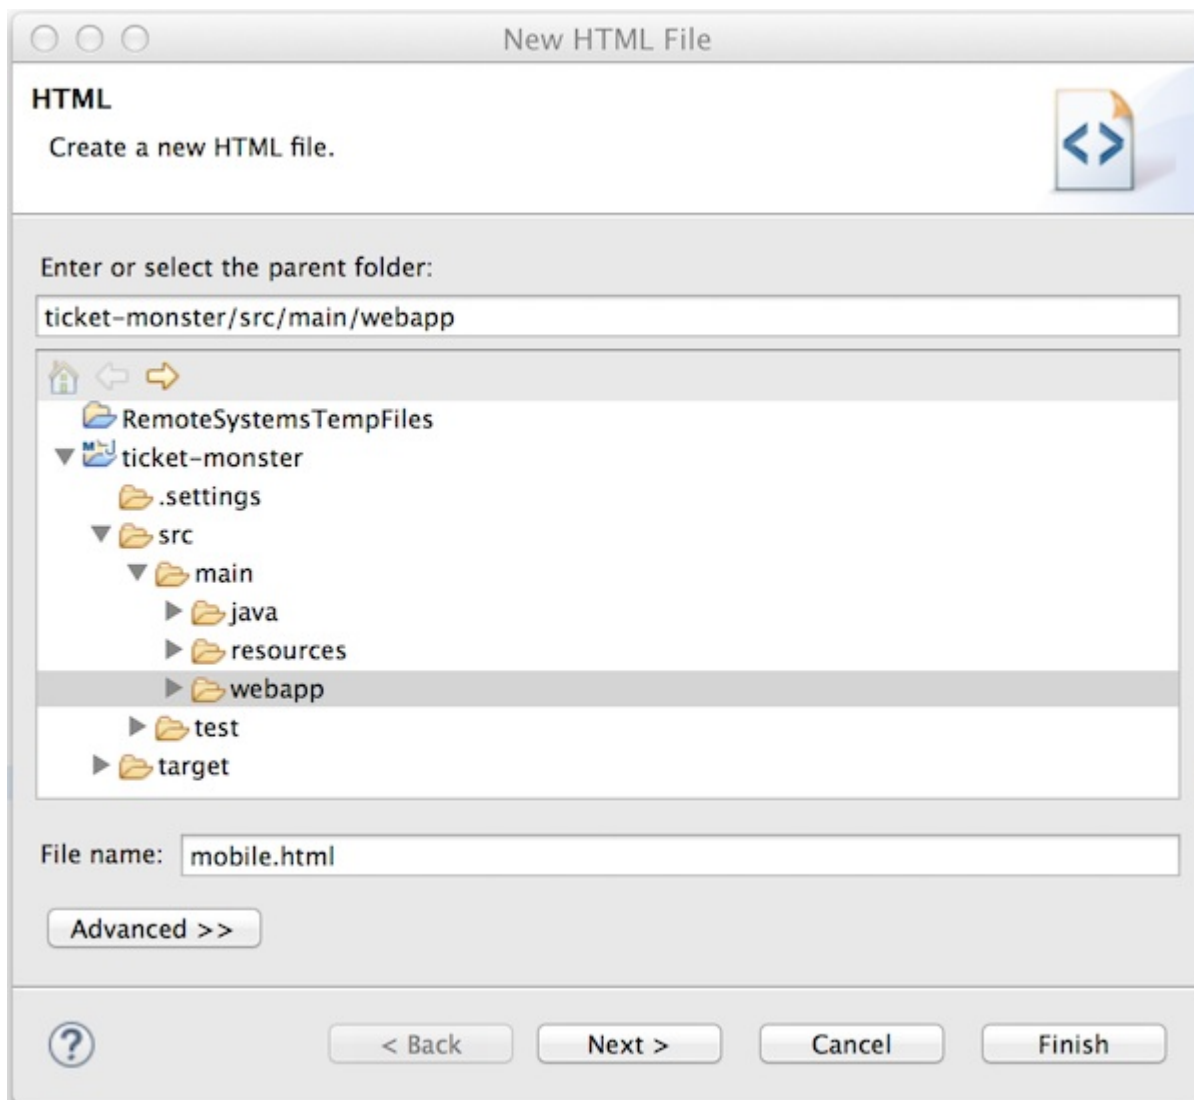 New HTML File
HTML
Create a new HTML file.
<>
Enter or select the parent folder:
ticket-monster/src/main/webapp
RemoteSystemsTempFiles
ticket-monster
.settings
src
main
java
resources
webapp
test
target
File name: mobile.html
Advanced >>
? < Back Next > Cancel Finish